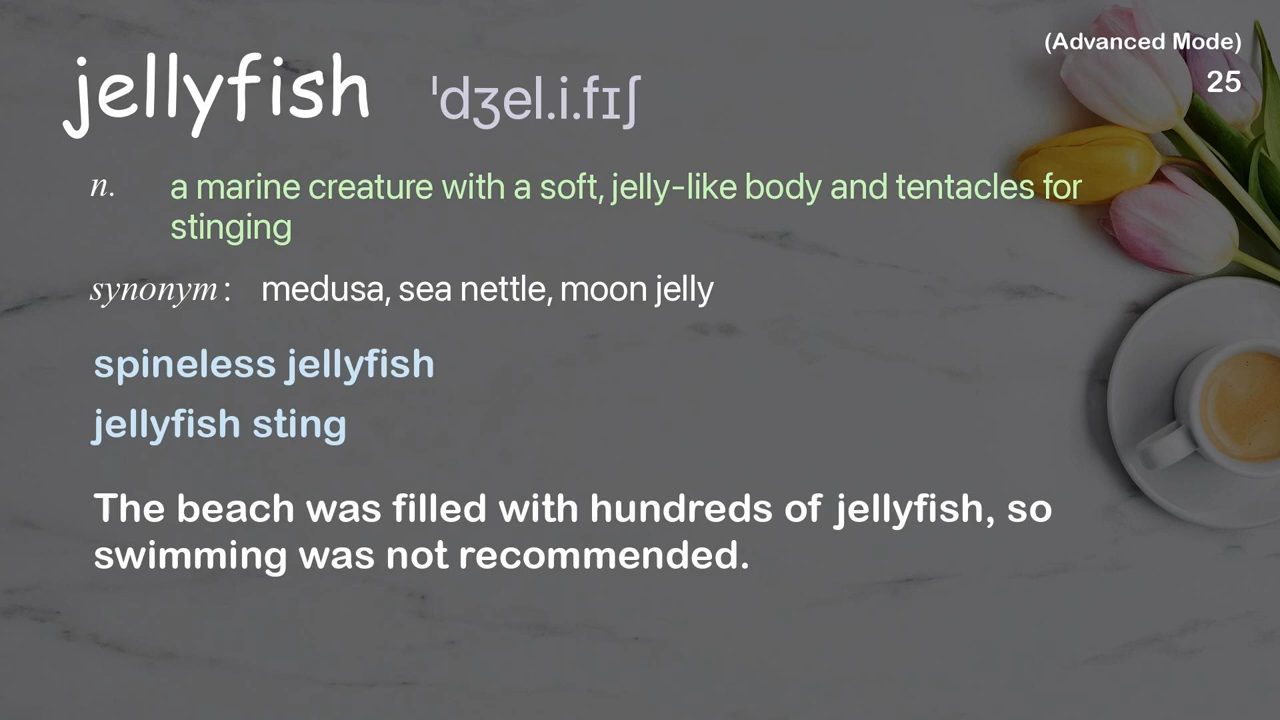 (Advanced Mode)
25
jellyfish ˈdʒel.i.fɪʃ
n. a marine creature with a soft, jelly-like body and tentacles for
stinging
synonym: medusa, sea nettle, moon jelly
spineless jellyfish
jellyfish sting
The beach was filled with hundreds of jellyfish, so
swimming was not recommended.